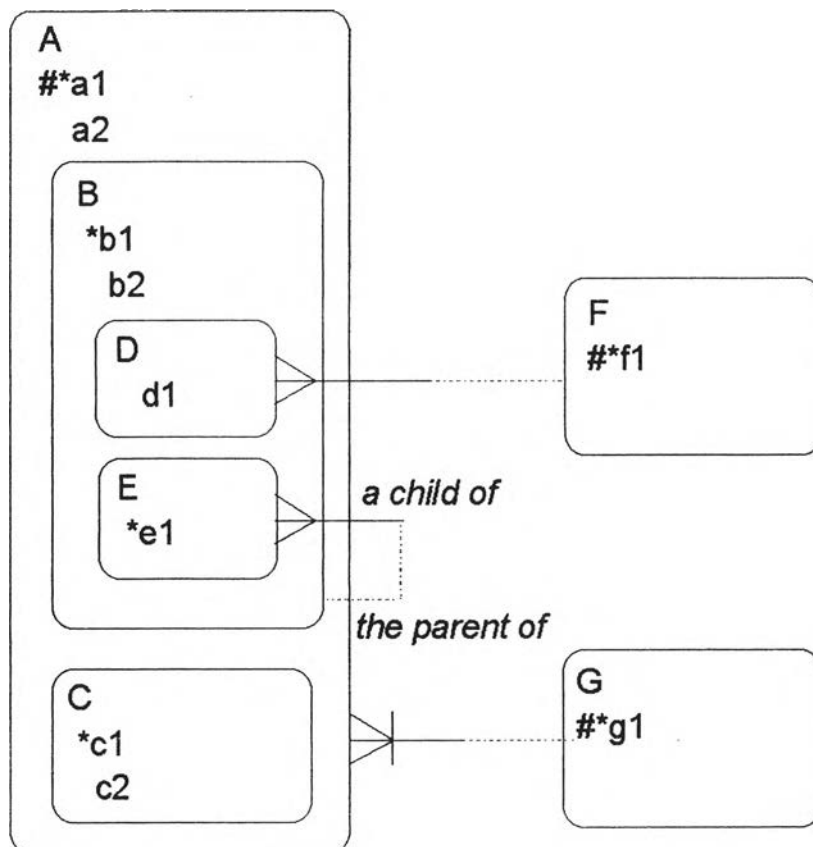 A
#*a1
a2
B
*b1
b2
D
d1
E
*e1
a child of
the parent of
C
*c1
c2
F
#*f1
G
#*g1